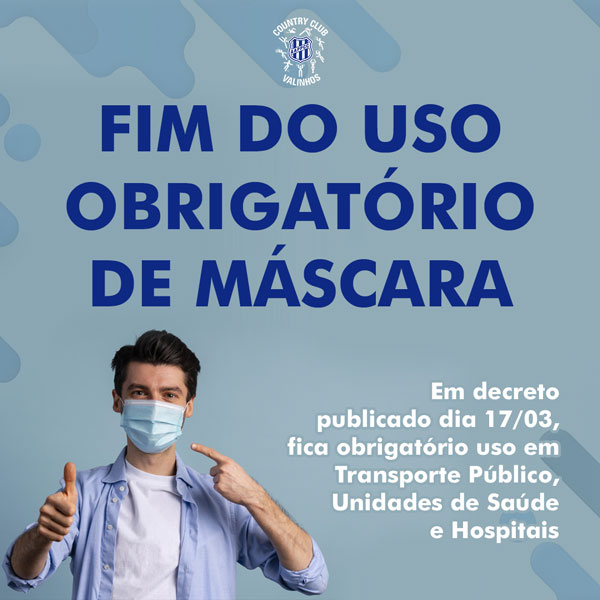 COUNTRY CLUB
VALINHOS
FIM DO USO
OBRIGATÓRIO
DE MÁSCARA
Em decreto
publicado dia 17/03,
fica obrigatório uso em
Transporte Público,
Unidades de Saúde
e Hospitais